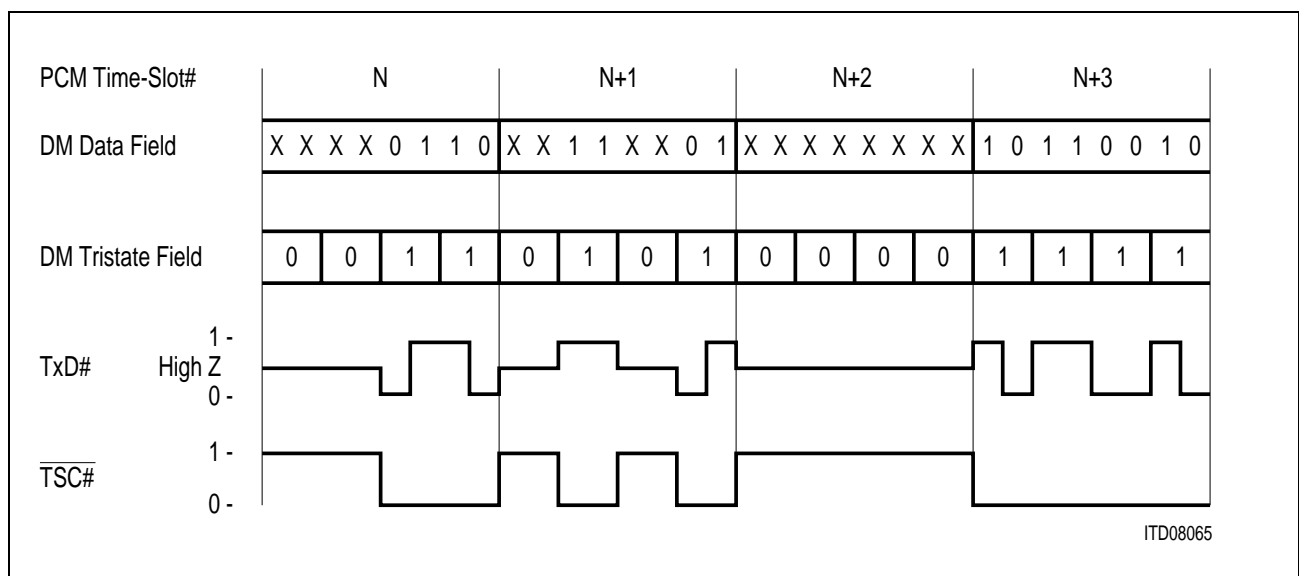 PCM Time-Slot# N N+1 N+2 N+3
DM Data Field X X X X 0 1 1 0 X X 1 1 X X 0 1 X X X X X X X X 1 0 1 1 0 0 1 0
DM Tristate Field 0 0 1 1 0 1 0 1 0 0 0 0 1 1 1 1
1 -
TxD# High Z
0 -
1 -
TSC#
0 -
ITD08065